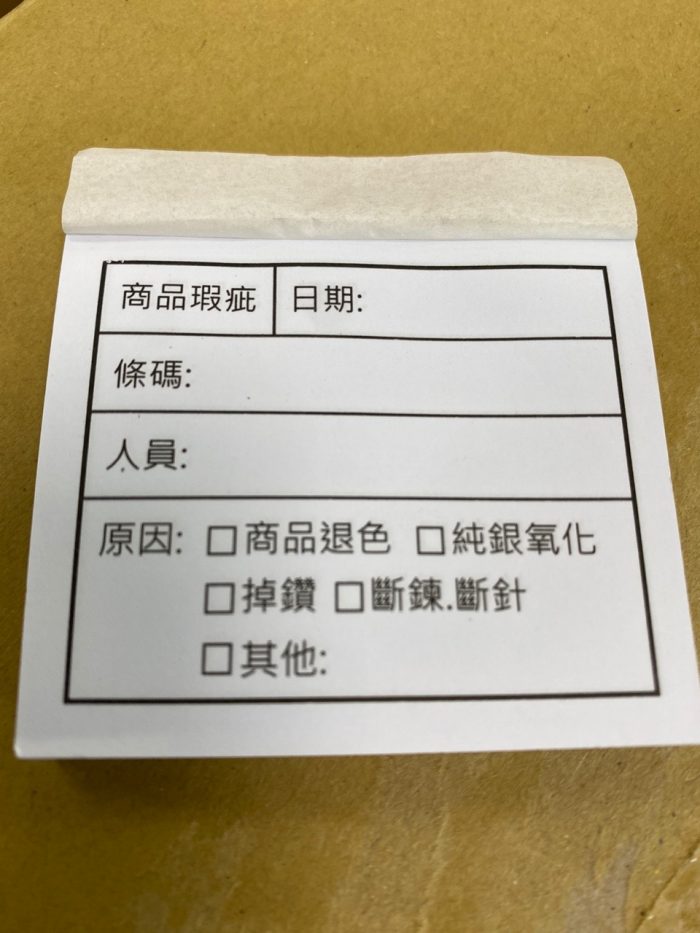 商品瑕疵 日期:
條碼:
人員:
原因: □商品退色 □純銀氧化
□掉鑽 □斷鍊.斷針
□其他: